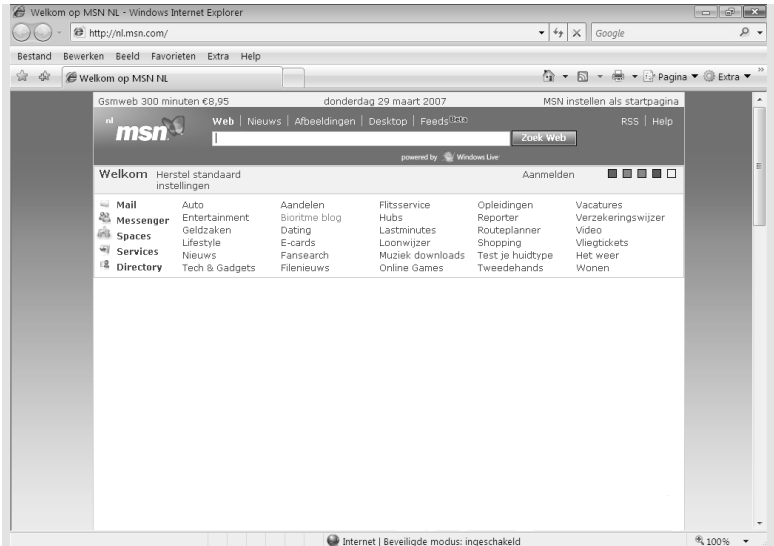 Welkom op MSN NL - Windows Internet Explorer
http://nl.msn.com/
Google
Bestand Bewerken Beeld Favorieten Extra Help
Welkom op MSN NL
Pagina Extra
Gsmweb 300 minuten €8,95 donderdag 29 maart 2007 MSN instellen als startpagina
nl msn Web | Nieuws | Afbeeldingen | Desktop | Feeds Beta RSS | Help
Zoek Web
powered by Windows Live
Welkom Herstel standaard instellingen Aanmelden
Mail Auto Aandelen Flitsservice Opleidingen Vacatures
Messenger Entertainment Bioritme blog Hubs Reporter Verzekeringswijzer
Spaces Geldzaken Dating Lastminutes Routeplanner Video
Services Lifestyle E-cards Loonwijzer Shopping Vliegtickets
Directory Nieuws Fansearch Muziek downloads Test je huidtype Het weer
Tech & Gadgets Filenieuws Online Games Tweedehands Wonen
Internet | Beveiligde modus: ingeschakeld 100%